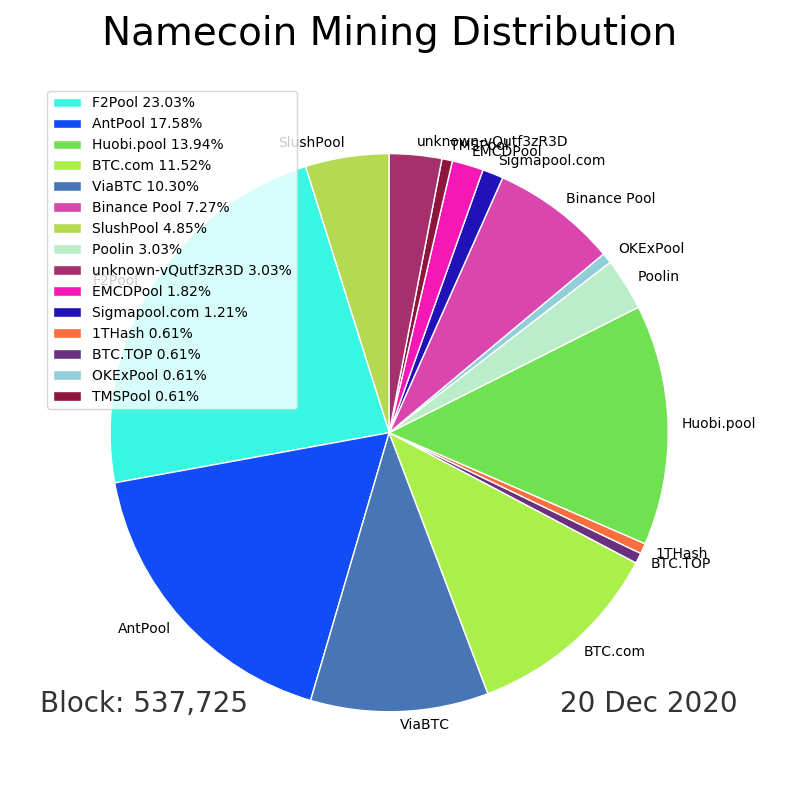 Namecoin Mining Distribution
F2Pool 23.03%
AntPool 17.58%
Huobi.pool 13.94%
BTC.com 11.52%
ViaBTC 10.30%
Binance Pool 7.27%
SlushPool 4.85%
Poolin 3.03%
unknown-vQutf3zR3D 3.03%
EMCDPool 1.82%
Sigmapool.com 1.21%
1THash 0.61%
BTC.TOP 0.61%
OKExPool 0.61%
TMSPool 0.61%
SlushPool
unknown-vQutf3zR3D
TMSPool
EMCDPool
Sigmapool.com
Binance Pool
OKExPool
Poolin
F2Pool
Huobi.pool
1THash
BTC.TOP
AntPool
BTC.com
ViaBTC
Block: 537,725
20 Dec 2020